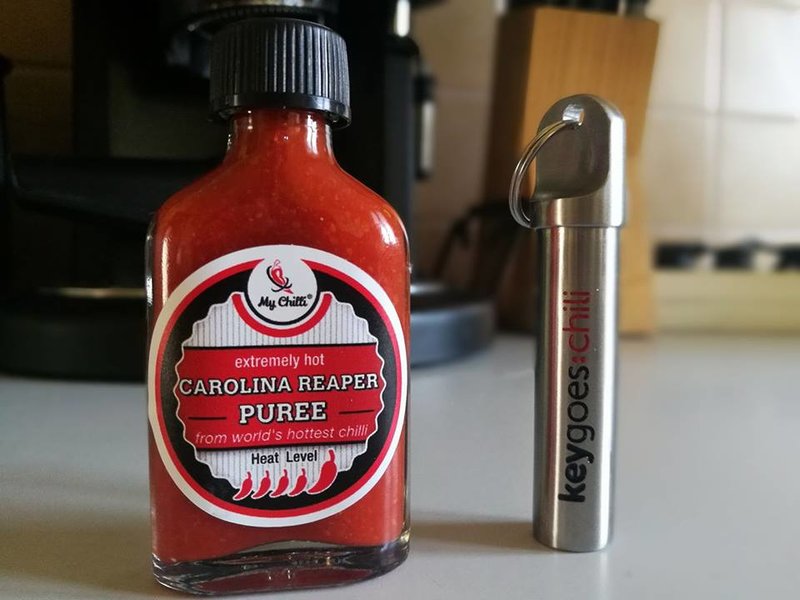 My Chilli®
extremely hot
CAROLINA REAPER
PUREE
from world's hottest chilli
Heat Level
keygoes:chili